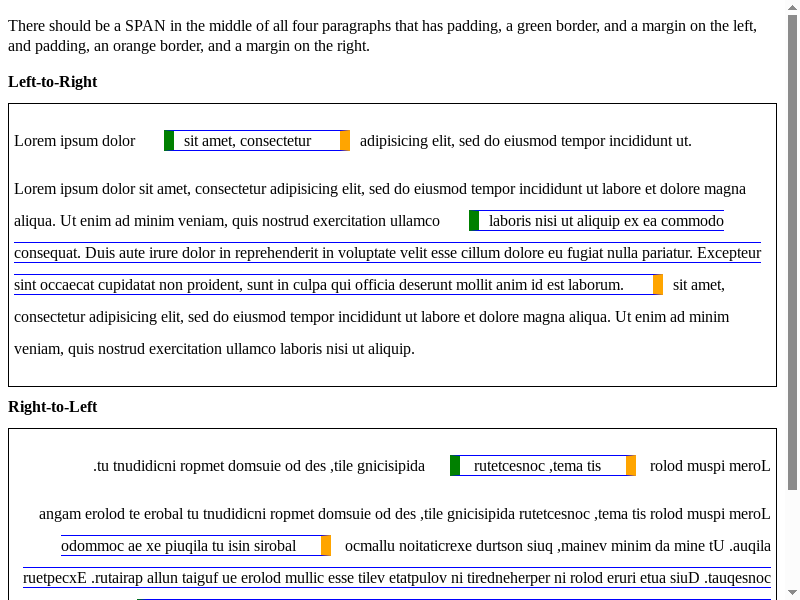 There should be a SPAN in the middle of all four paragraphs that has padding, a green border, and a margin on the left,
and padding, an orange border, and a margin on the right.
Left-to-Right
Lorem ipsum dolor sit amet, consectetur adipisicing elit, sed do eiusmod tempor incididunt ut.
Lorem ipsum dolor sit amet, consectetur adipisicing elit, sed do eiusmod tempor incididunt ut labore et dolore magna
aliqua. Ut enim ad minim veniam, quis nostrud exercitation ullamco laboris nisi ut aliquip ex ea commodo
consequat. Duis aute irure dolor in reprehenderit in voluptate velit esse cillum dolore eu fugiat nulla pariatur. Excepteur
sint occaecat cupidatat non proident, sunt in culpa qui officia deserunt mollit anim id est laborum. sit amet,
consectetur adipisicing elit, sed do eiusmod tempor incididunt ut labore et dolore magna aliqua. Ut enim ad minim
veniam, quis nostrud exercitation ullamco laboris nisi ut aliquip.
Right-to-Left
.tu tnudidicni ropmet domsuie od des ,tile gnicisipida rutetcesnoc ,tema tis rolod muspi meroL
angam erolod te erobal tu tnudidicni ropmet domsuie od des ,tile gnicisipida rutetcesnoc ,tema tis rolod muspi meroL
odommoc ae xe piuqila tu isin sirobal ocmallu noitaticrexe durtson siuq ,mainev minim da mine tU .auqila
ruetpecxE .rutairap allun taiguf ue erolod mullic esse tilev etatpulov ni tiredneherper ni rolod eruri etua siuD .tauqesnoc